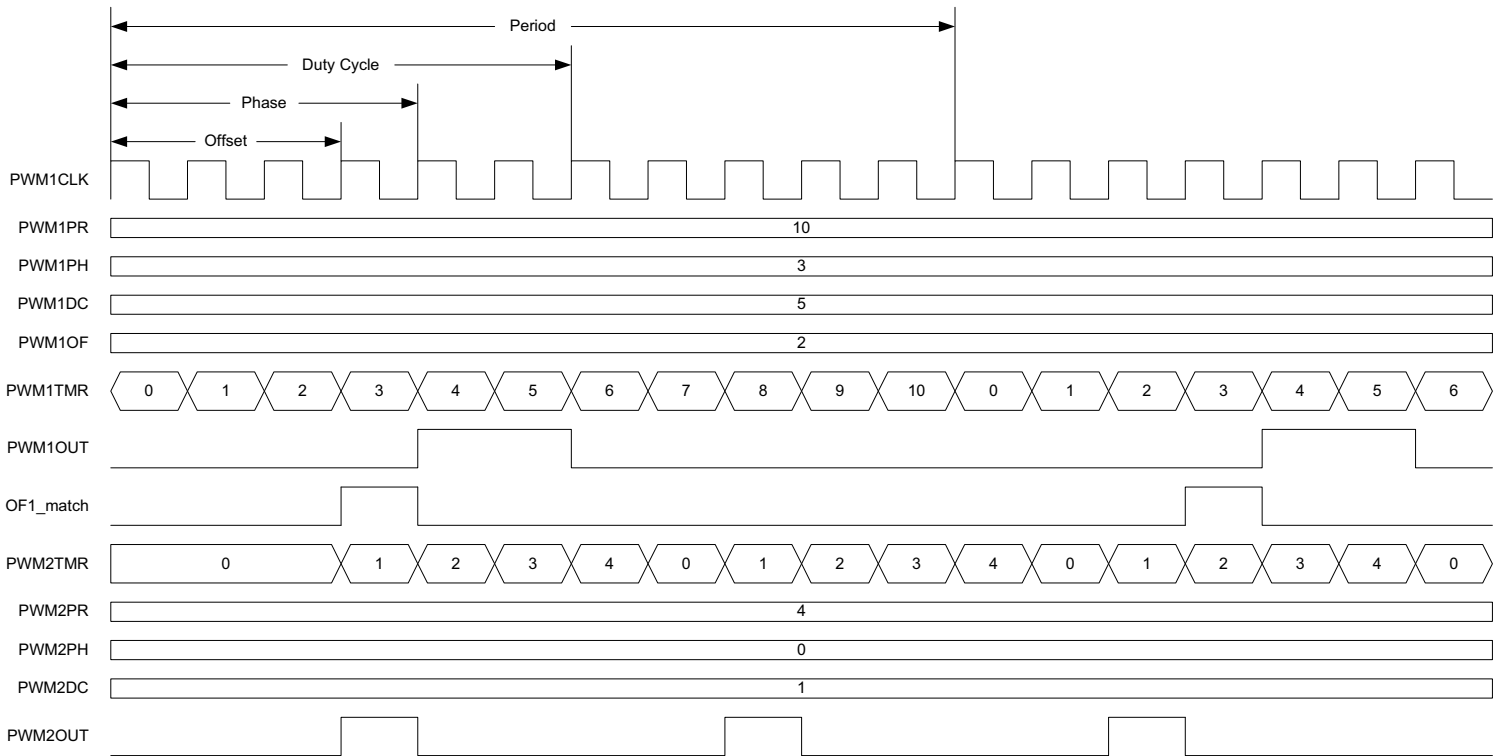 Period
Duty Cycle
Phase
Offset
PWM1CLK
PWM1PR 10
PWM1PH 3
PWM1DC 5
PWM1OF 2
PWM1TMR 0 1 2 3 4 5 6 7 8 9 10 0 1 2 3 4 5 6
PWM1OUT
OF1_match
PWM2TMR 0 1 2 3 4 0 1 2 3 4 0 1 2 3 4 0
PWM2PR 4
PWM2PH 0
PWM2DC 1
PWM2OUT